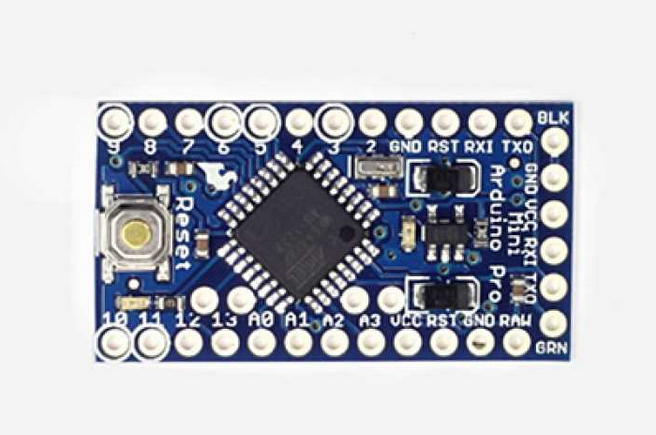 BLK
9 8 7 6 5 4 3 2 GND RST RXI TXO
GND VCC RXI TXO
Arduino Pro
Mini
Reset
10 11 12 13 A0 A1 A2 A3 VCC RST GND RAW
GRN